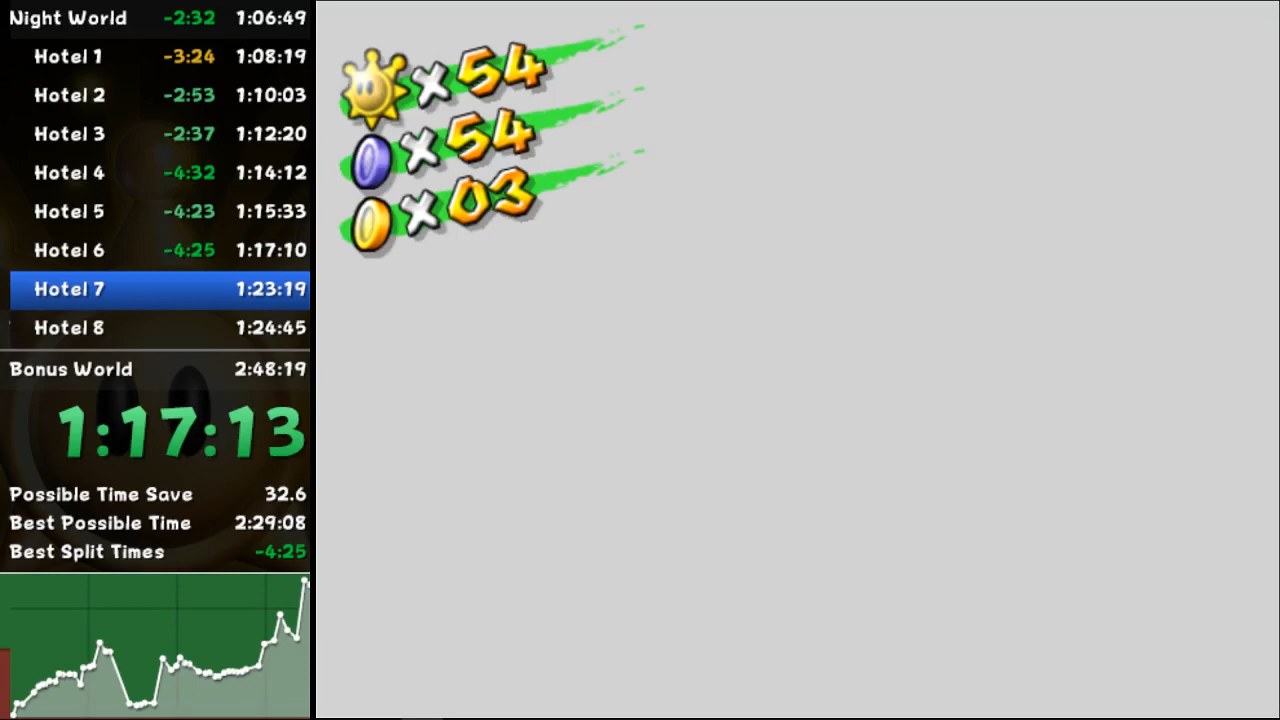 Night World -2:32 1:06:49
Hotel 1 -3:24 1:08:19
Hotel 2 -2:53 1:10:03
Hotel 3 -2:37 1:12:20
Hotel 4 -4:32 1:14:12
Hotel 5 -4:23 1:15:33
Hotel 6 -4:25 1:17:10
Hotel 7 1:23:19
Hotel 8 1:24:45
Bonus World 2:48:19
1:17:13
Possible Time Save 32.6
Best Possible Time 2:29:08
Best Split Times -4:25
×54
×54
×03